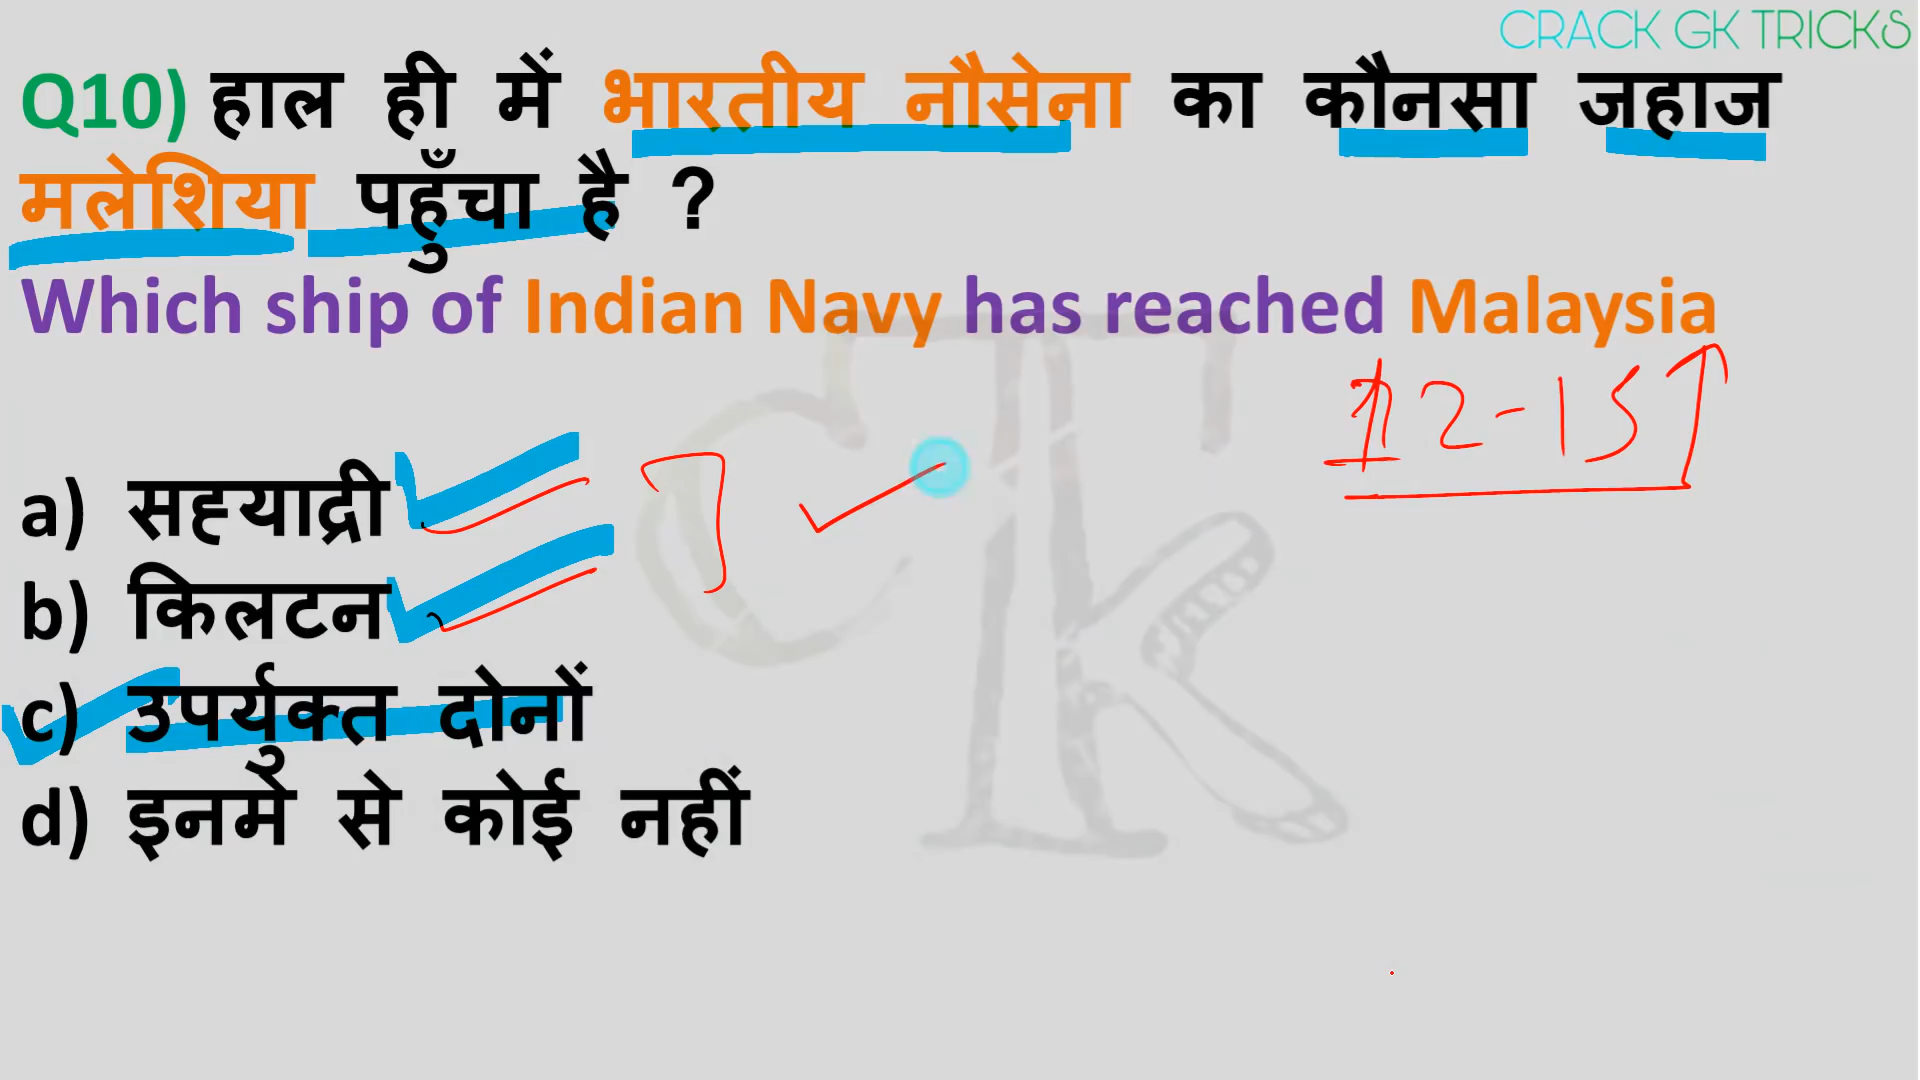 CRACK GK TRICKS
Q10) हाल ही में भारतीय नौसेना का कौनसा जहाज
मलेशिया पहुँचा है ?
Which ship of Indian Navy has reached Malaysia
12-15
a) सह्याद्री
b) किलटन
c) उपर्युक्त दोनों
d) इनमे से कोई नहीं